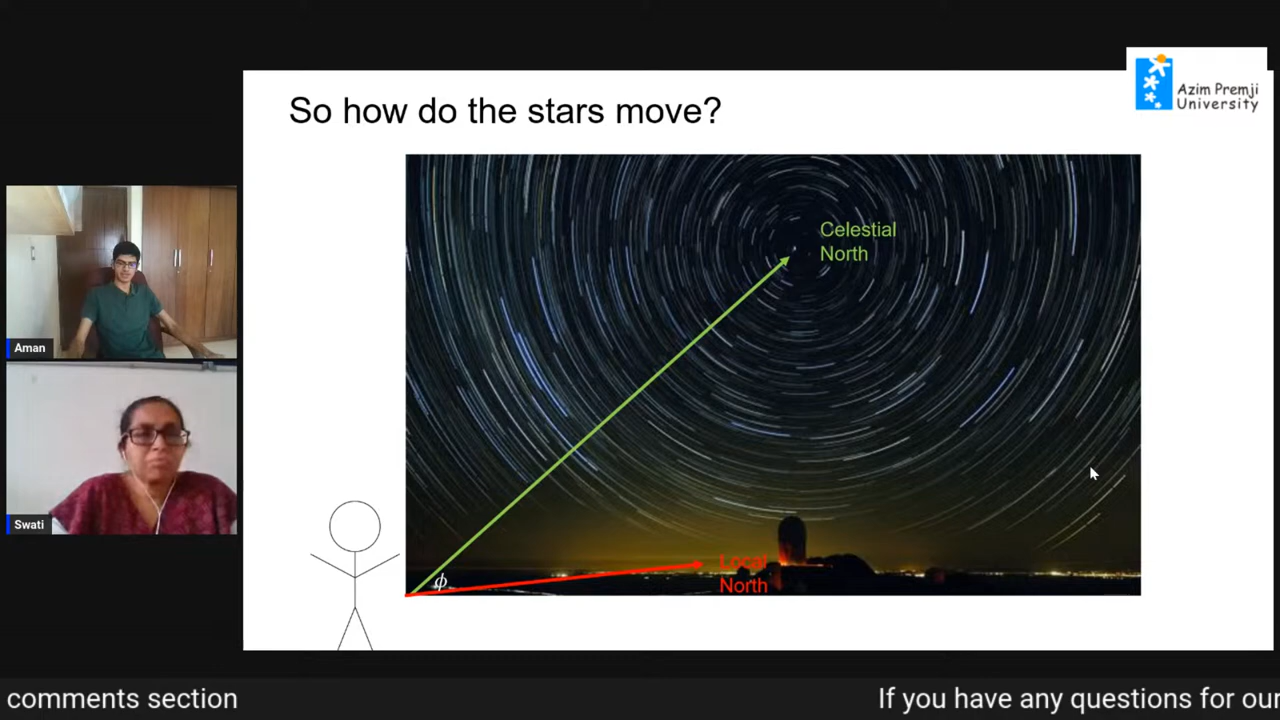 So how do the stars move?
Azim Premji
University
Celestial
North
Aman
Swati
ϕ
Local
North
comments section
If you have any questions for our